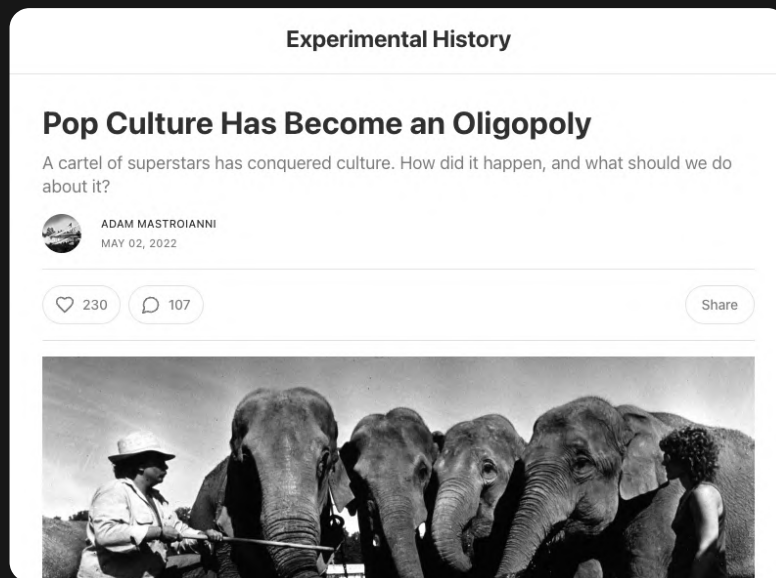 Experimental History
Pop Culture Has Become an Oligopoly
A cartel of superstars has conquered culture. How did it happen, and what should we do
about it?
ADAM MASTROIANNI
MAY 02, 2022
230 107 Share